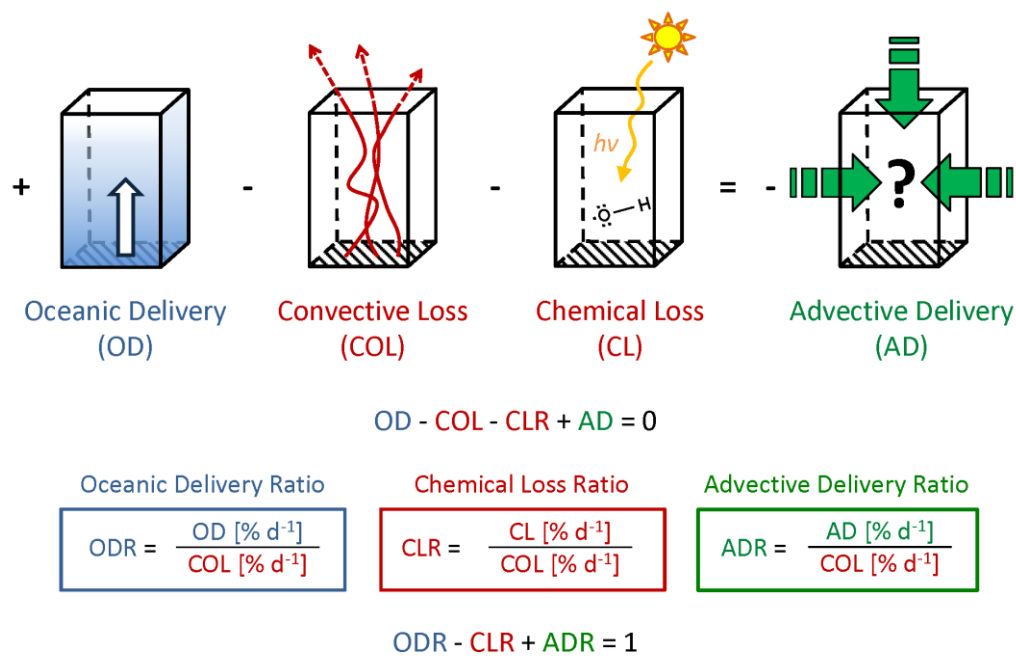 + - - = -
hν
Ö – H
?
Oceanic Delivery (OD)
Convective Loss (COL)
Chemical Loss (CL)
Advective Delivery (AD)
OD - COL - CLR + AD = 0
Oceanic Delivery Ratio
ODR = OD [% d⁻¹] / COL [% d⁻¹]
Chemical Loss Ratio
CLR = CL [% d⁻¹] / COL [% d⁻¹]
Advective Delivery Ratio
ADR = AD [% d⁻¹] / COL [% d⁻¹]
ODR - CLR + ADR = 1